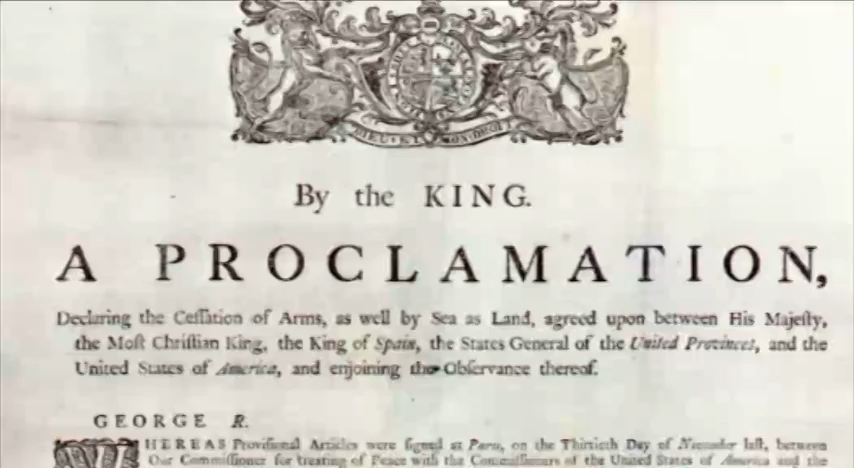 DIEU · ET MON · DROIT
By the KING.
A PROCLAMATION,
Declaring the Ceſſation of Arms, as well by Sea as Land, agreed upon between His Majeſty,
the Moſt Chriſtian King, the King of Spain, the States General of the United Provinces, and the
United States of America, and enjoining the Obſervance thereof.
GEORGE R.
WHEREAS Proviſional Articles were ſigned at Paris, on the Thirtieth Day of November laſt, between
Our Commiſſioner for treating of Peace with the Commiſſioners of the United States of America and the